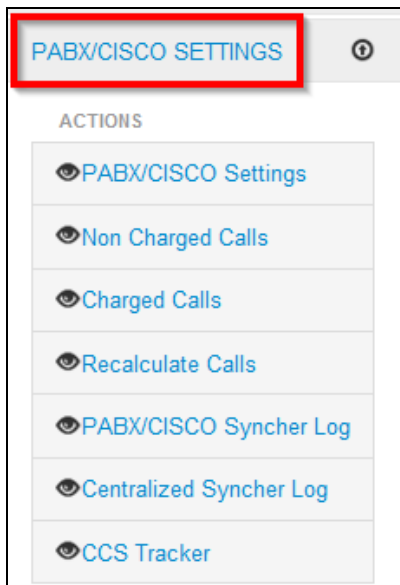 PABX/CISCO SETTINGS
ACTIONS
PABX/CISCO Settings
Non Charged Calls
Charged Calls
Recalculate Calls
PABX/CISCO Syncher Log
Centralized Syncher Log
CCS Tracker